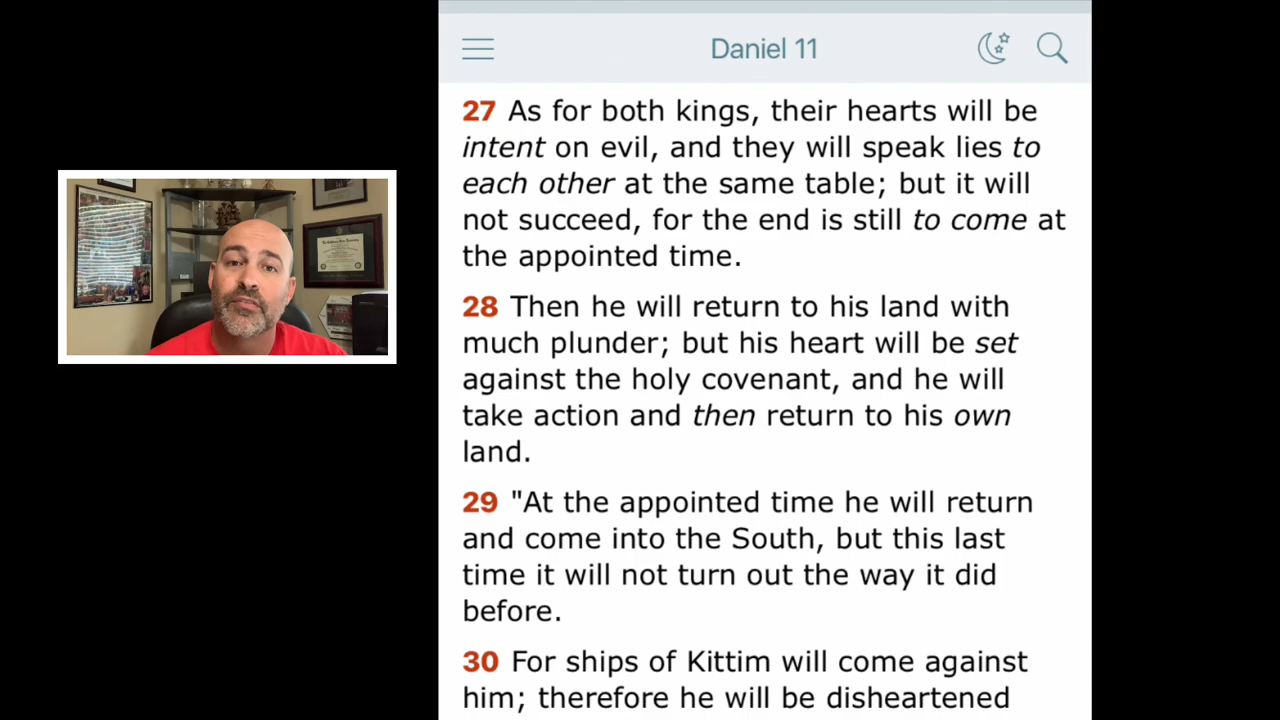 Daniel 11
27 As for both kings, their hearts will be
intent on evil, and they will speak lies to
each other at the same table; but it will
not succeed, for the end is still to come at
the appointed time.
28 Then he will return to his land with
much plunder; but his heart will be set
against the holy covenant, and he will
take action and then return to his own
land.
29 "At the appointed time he will return
and come into the South, but this last
time it will not turn out the way it did
before.
30 For ships of Kittim will come against
him; therefore he will be disheartened